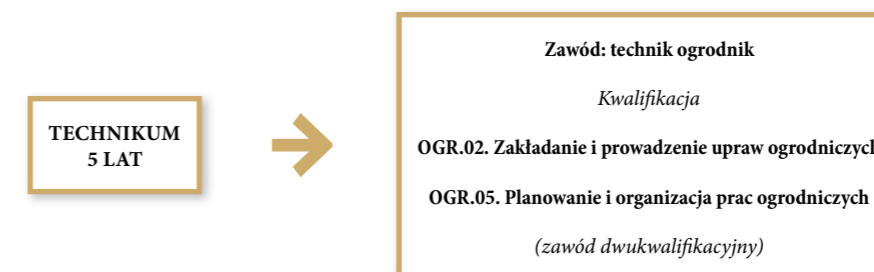 TECHNIKUM
5 LAT
Zawód: technik ogrodnik
Kwalifikacja
OGR.02. Zakładanie i prowadzenie upraw ogrodniczych
OGR.05. Planowanie i organizacja prac ogrodniczych
(zawód dwukwalifikacyjny)